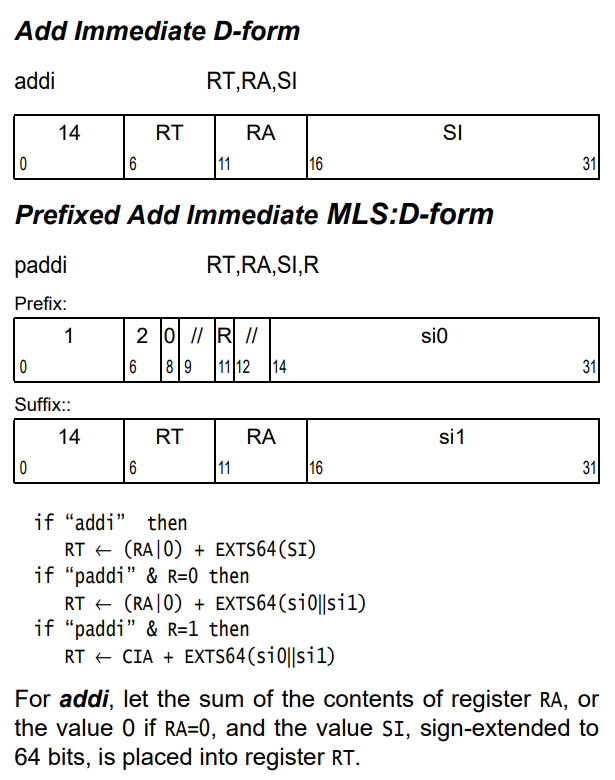 Add Immediate D-form
addi RT,RA,SI
14 RT RA SI
0 6 11 16 31
Prefixed Add Immediate MLS:D-form
paddi RT,RA,SI,R
Prefix:
1 2 0 // R // si0
0 6 8 9 11 12 14 31
Suffix::
14 RT RA si1
0 6 11 16 31
if “addi” then
RT ← (RA|0) + EXTS64(SI)
if “paddi” & R=0 then
RT ← (RA|0) + EXTS64(si0||si1)
if “paddi” & R=1 then
RT ← CIA + EXTS64(si0||si1)
For addi, let the sum of the contents of register RA, or
the value 0 if RA=0, and the value SI, sign-extended to
64 bits, is placed into register RT.